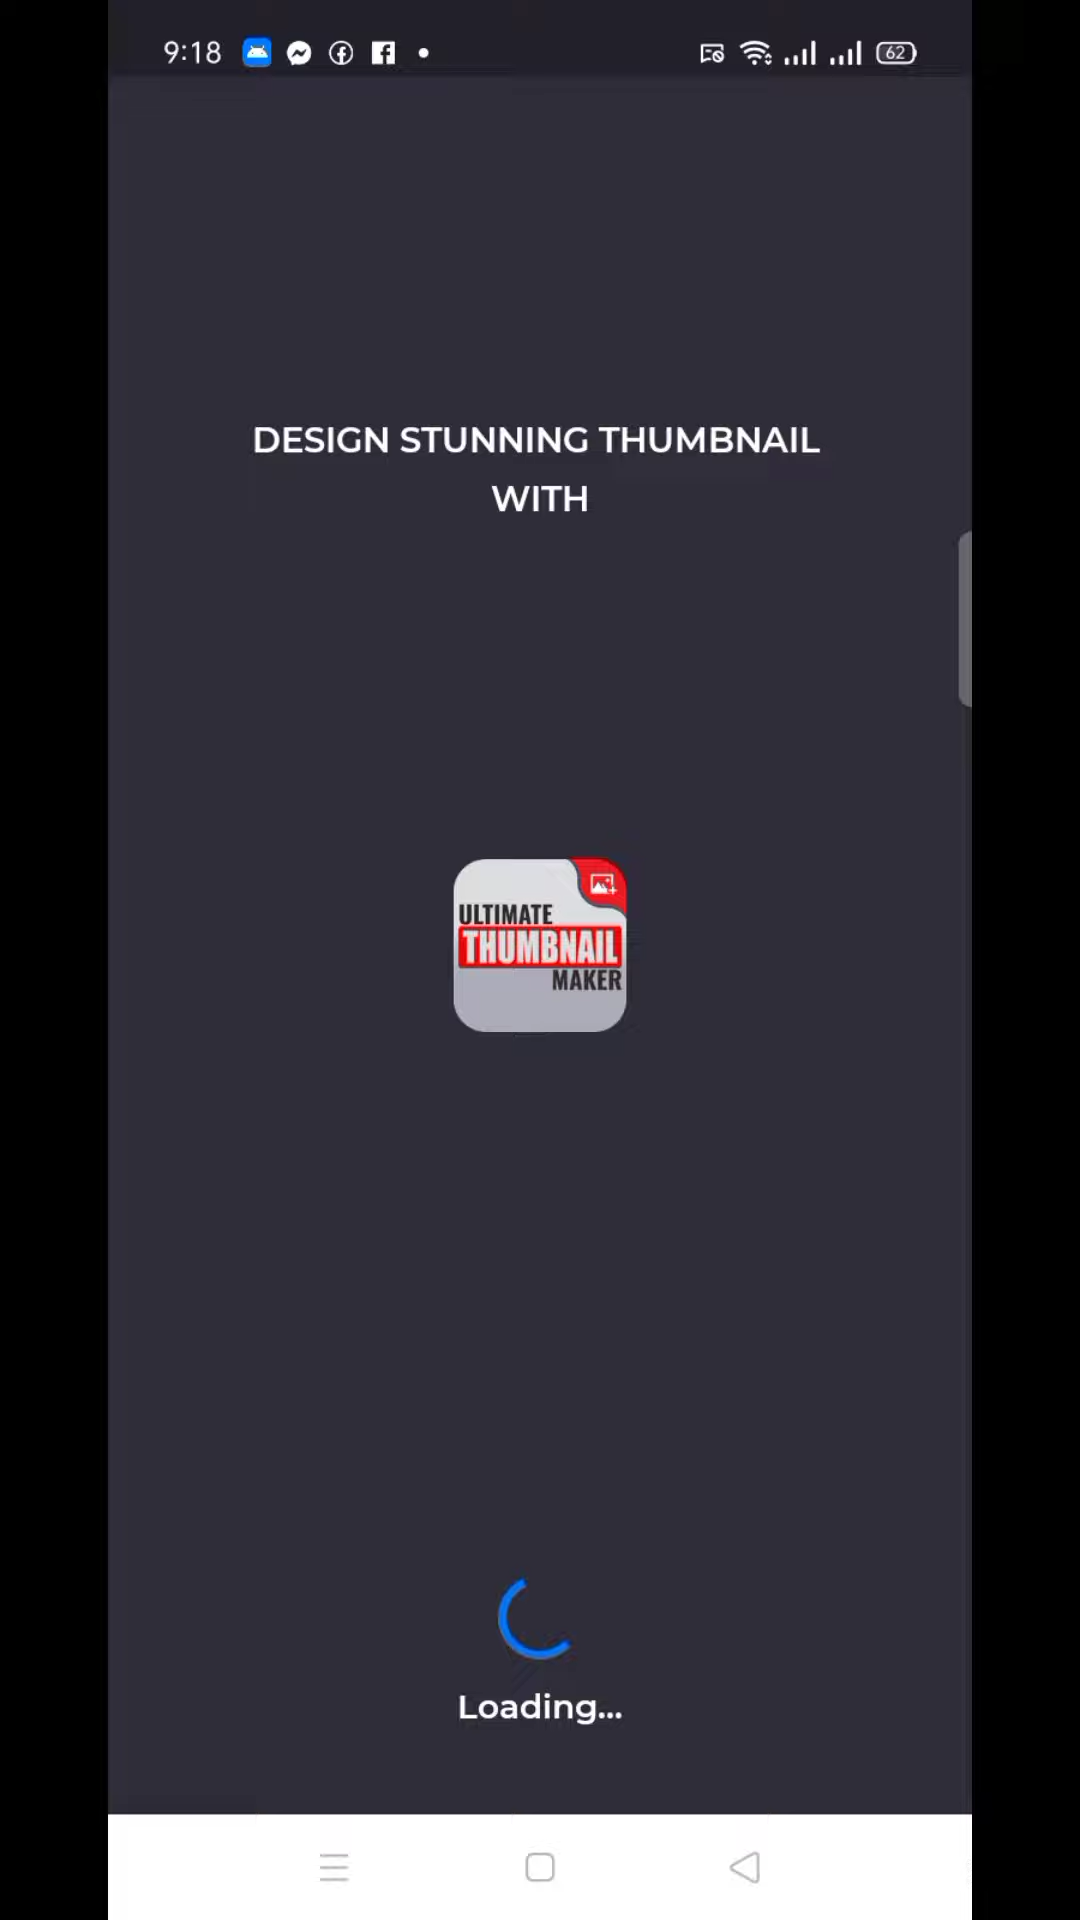 9:18
62
DESIGN STUNNING THUMBNAIL
WITH
ULTIMATE
THUMBNAIL
MAKER
Loading...